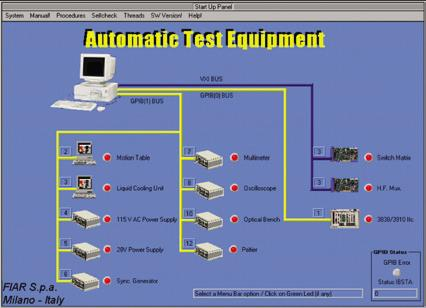 Start Up Panel
System Manual! Procedures Selfcheck Threads SW Version! Help!
Automatic Test Equipment
VXI BUS
GPIB(1) BUS
GPIB(0) BUS
2 Motion Table
3 Liquid Cooling Unit
4 115 V AC Power Supply
5 28V Power Supply
6 Sync. Generator
7 Multimeter
8 Oscilloscope
10 Optical Bench
12 Peltier
3 Switch Matrix
3 H.F. Mux.
1 3838/3910 IIc
GPIB Status
GPIB Error
Status IBSTA
0
FIAR S.p.a.
Milano - Italy
Select a Menu Bar option / Click on Green Led (if any).